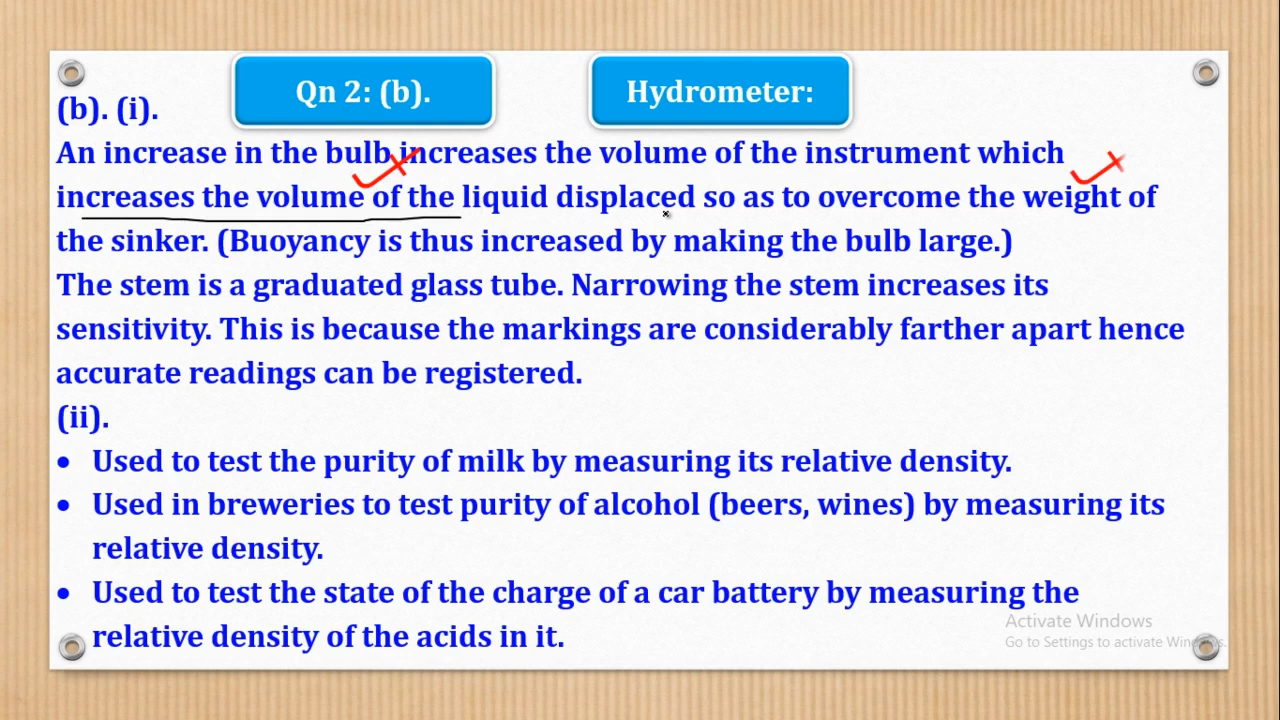 Qn 2: (b).
Hydrometer:
(b). (i).
An increase in the bulb increases the volume of the instrument which
increases the volume of the liquid displaced so as to overcome the weight of
the sinker. (Buoyancy is thus increased by making the bulb large.)
The stem is a graduated glass tube. Narrowing the stem increases its
sensitivity. This is because the markings are considerably farther apart hence
accurate readings can be registered.
(ii).
• Used to test the purity of milk by measuring its relative density.
• Used in breweries to test purity of alcohol (beers, wines) by measuring its
relative density.
• Used to test the state of the charge of a car battery by measuring the
relative density of the acids in it.
Activate Windows
Go to Settings to activate Windows.